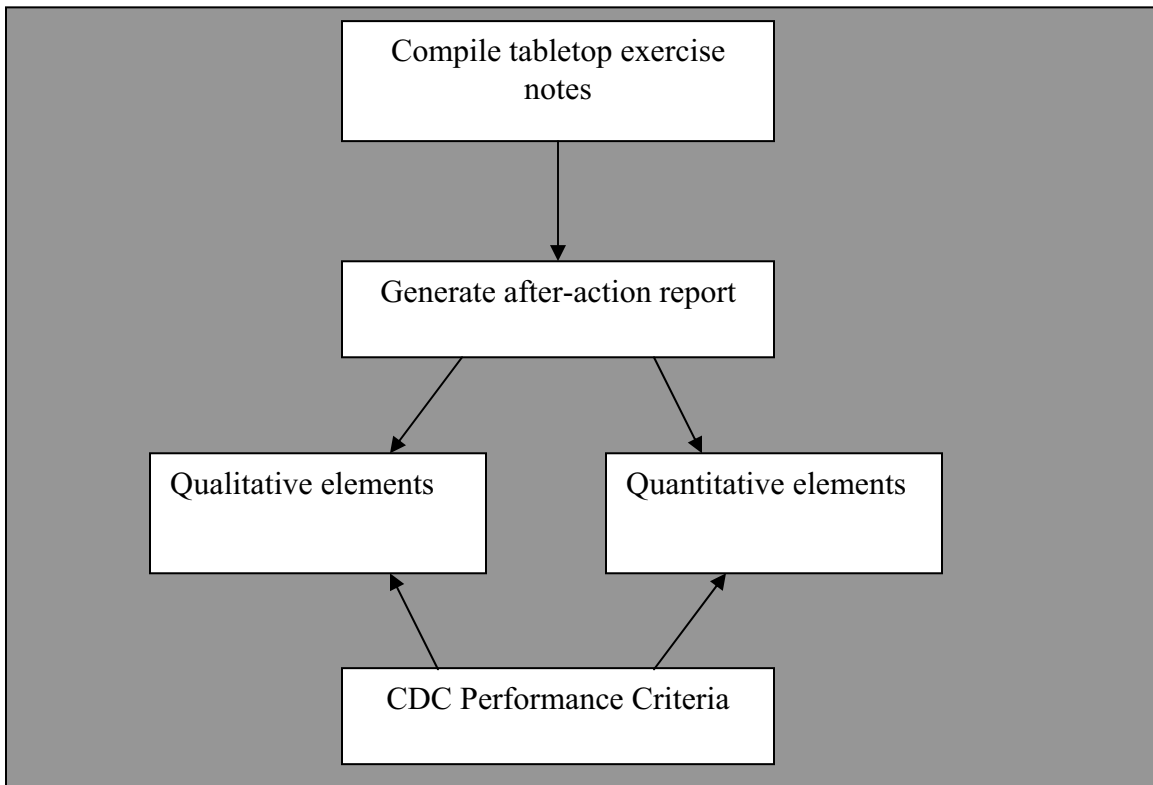 Compile tabletop exercise
notes
Generate after-action report
Qualitative elements
Quantitative elements
CDC Performance Criteria